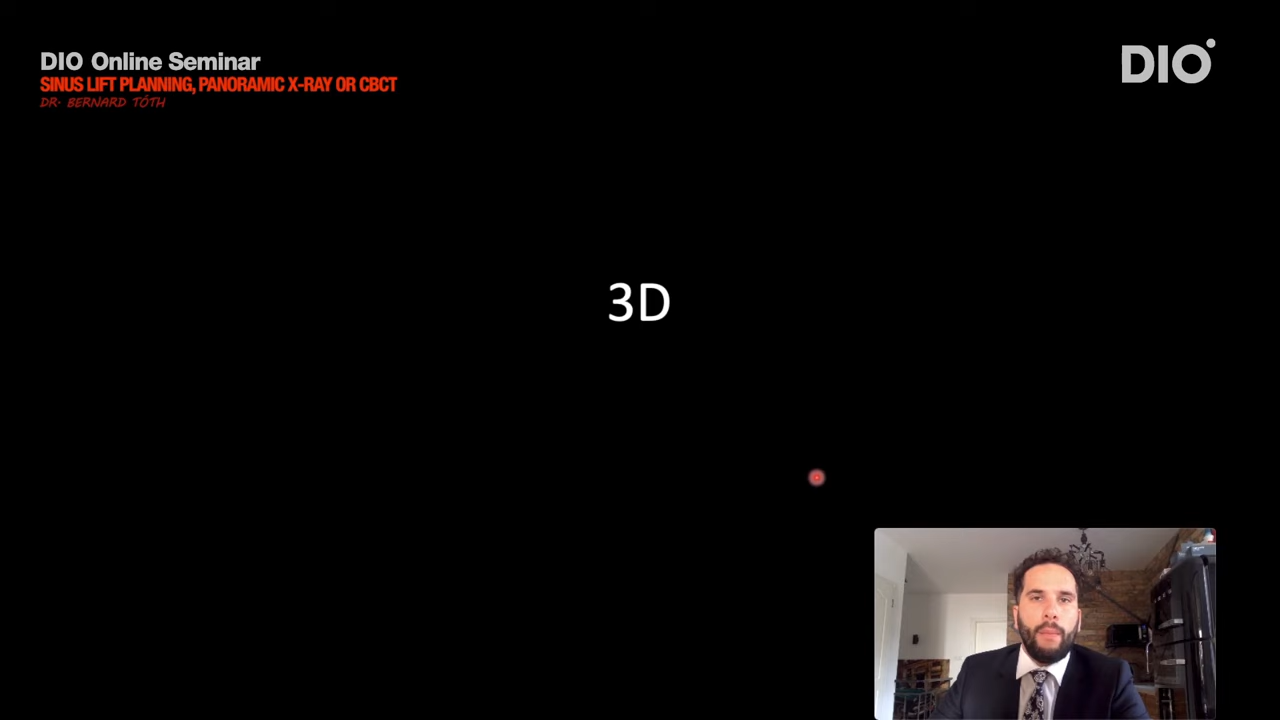 DIO Online Seminar
SINUS LIFT PLANNING, PANORAMIC X-RAY OR CBCT
DR. BERNARD TÓTH
DIO
3D